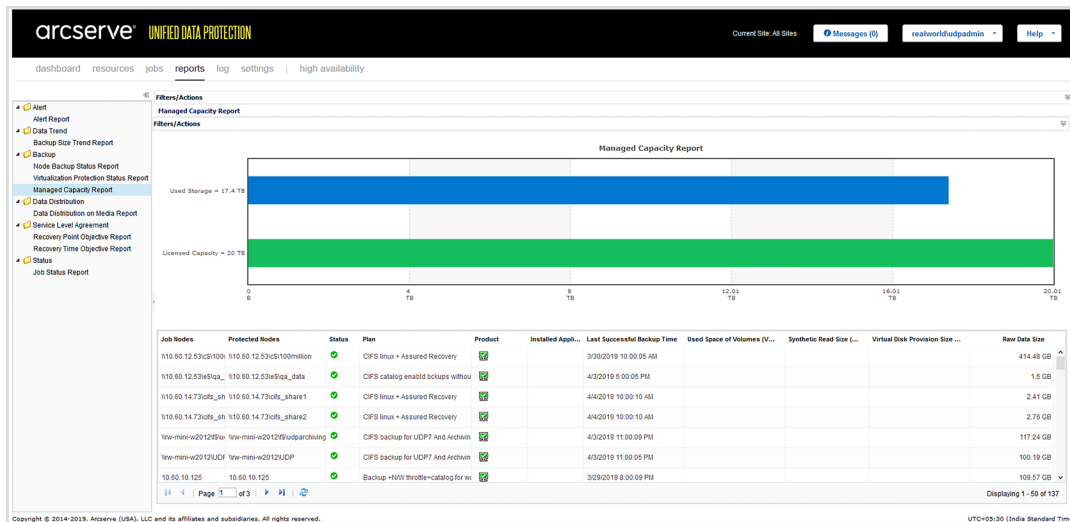 arcserve® UNIFIED DATA PROTECTION
Current Site: All Sites
Messages (0)
realworld\udpadmin
Help
dashboard resources jobs reports log settings | high availability
Alert
Alert Report
Data Trend
Backup Size Trend Report
Backup
Node Backup Status Report
Virtualization Protection Status Report
Managed Capacity Report
Data Distribution
Data Distribution on Media Report
Service Level Agreement
Recovery Point Objective Report
Recovery Time Objective Report
Status
Job Status Report
Filters/Actions
Managed Capacity Report
Filters/Actions
Managed Capacity Report
Used Storage = 17.4 TB
Licensed Capacity = 20 TB
0 B 4 TB 8 TB 12.01 TB 16.01 TB 20.01 TB
Job Nodes Protected Nodes Status Plan Product Installed Appli... Last Successful Backup Time Used Space of Volumes (V... Synthetic Read Size (... Virtual Disk Provision Size ... Raw Data Size
\\10.60.12.53\c$\100 \\10.60.12.53\c$\100million CIFS linux + Assured Recovery 3/30/2019 10:00:05 AM 414.48 GB
\\10.60.12.53\e$\qa_ \\10.60.12.53\e$\qa_data CIFS catalog enabld bckups withou 4/3/2019 5:00:05 PM 1.5 GB
\\10.60.14.73\cifs_sh \\10.60.14.73\cifs_share1 CIFS linux + Assured Recovery 4/4/2019 10:00:10 AM 2.41 GB
\\10.60.14.73\cifs_sh \\10.60.14.73\cifs_share2 CIFS linux + Assured Recovery 4/4/2019 10:00:10 AM 2.76 GB
\\rw-mini-w2012\f$\u \\rw-mini-w2012\f$\udparchiving CIFS backup for UDP7 And Archivin 4/3/2019 11:00:09 PM 117.24 GB
\\rw-mini-w2012\UDF \\rw-mini-w2012\UDP CIFS backup for UDP7 And Archivin 4/3/2019 11:00:05 PM 100.19 GB
10.60.10.125 10.60.10.125 Backup +N/W throttle+catalog for wo 3/29/2019 8:00:09 PM 109.57 GB
Page 1 of 3
Displaying 1 - 50 of 137
Copyright © 2014-2019, Arcserve (USA), LLC and its affiliates and subsidiaries. All rights reserved.
UTC+05:30 (India Standard Time